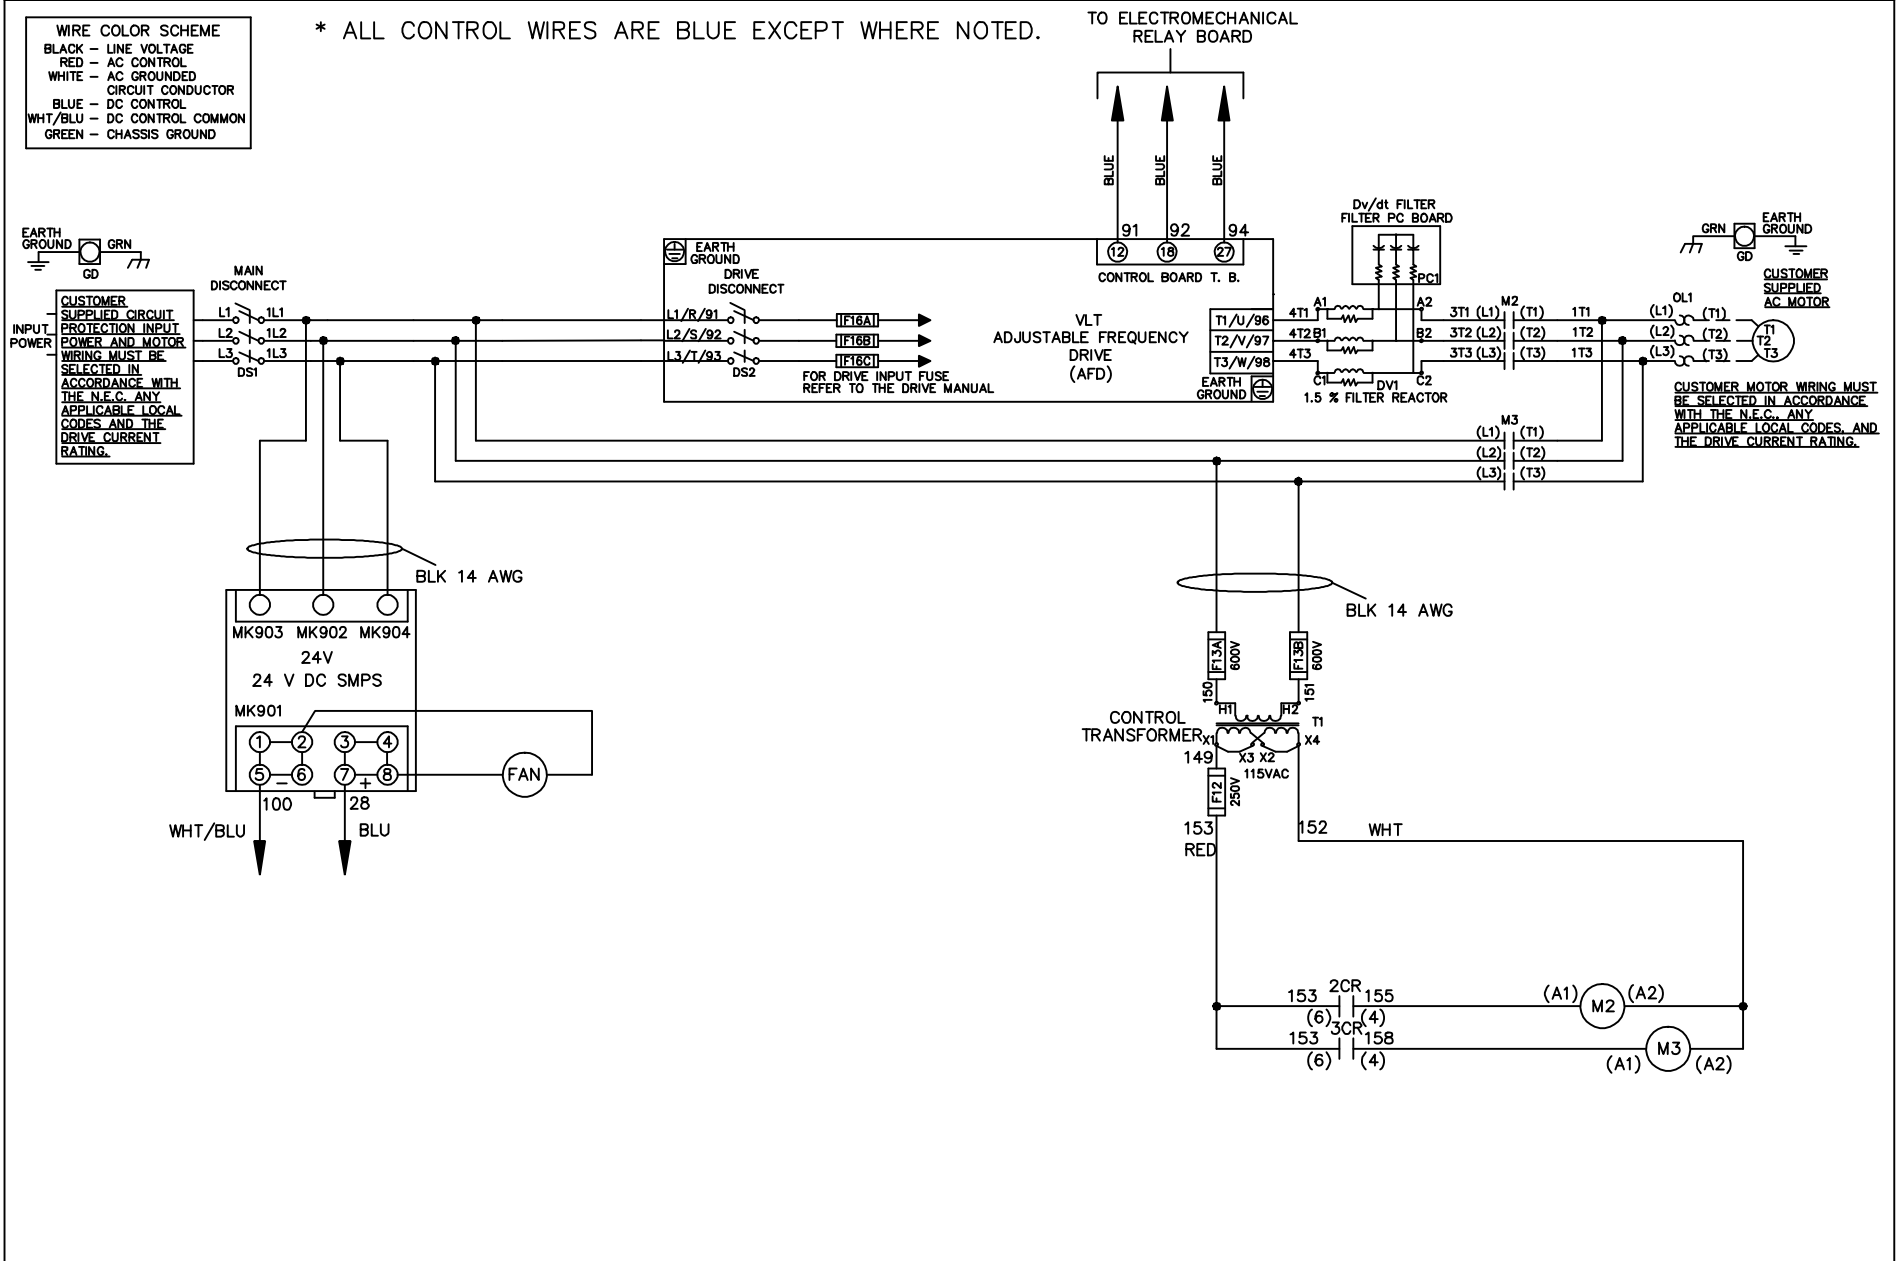 WIRE COLOR SCHEME
BLACK – LINE VOLTAGE
RED – AC CONTROL
WHITE – AC GROUNDED
CIRCUIT CONDUCTOR
BLUE – DC CONTROL
WHT/BLU – DC CONTROL COMMON
GREEN – CHASSIS GROUND
* ALL CONTROL WIRES ARE BLUE EXCEPT WHERE NOTED.
TO ELECTROMECHANICAL
RELAY BOARD
BLUE
BLUE
BLUE
91 92 94
12 18 27
CONTROL BOARD T. B.
EARTH
GROUND
GRN
GD
MAIN
DISCONNECT
INPUT
POWER
CUSTOMER
SUPPLIED CIRCUIT
PROTECTION INPUT
POWER AND MOTOR
WIRING MUST BE
SELECTED IN
ACCORDANCE WITH
THE N.E.C. ANY
APPLICABLE LOCAL
CODES AND THE
DRIVE CURRENT
RATING.
L1 1L1
L2 1L2
L3 1L3
DS1
EARTH
GROUND
DRIVE
DISCONNECT
L1/R/91
L2/S/92
L3/T/93
DS2
F16A
F16B
F16C
FOR DRIVE INPUT FUSE
REFER TO THE DRIVE MANUAL
VLT
ADJUSTABLE FREQUENCY
DRIVE
(AFD)
T1/U/96
T2/V/97
T3/W/98
EARTH
GROUND
Dv/dt FILTER
FILTER PC BOARD
PC1
4T1 A1 A2
4T2 B1 B2
4T3 C1 C2
DV1
1.5 % FILTER REACTOR
M2
3T1 (L1) (T1) 1T1
3T2 (L2) (T2) 1T2
3T3 (L3) (T3) 1T3
GRN
GD
EARTH
GROUND
CUSTOMER
SUPPLIED
AC MOTOR
OL1
(L1) (T1)
(L2) (T2)
(L3) (T3)
T1
T2
T3
CUSTOMER MOTOR WIRING MUST
BE SELECTED IN ACCORDANCE
WITH THE N.E.C., ANY
APPLICABLE LOCAL CODES, AND
THE DRIVE CURRENT RATING.
M3
(L1) (T1)
(L2) (T2)
(L3) (T3)
BLK 14 AWG
MK903 MK902 MK904
24V
24 V DC SMPS
MK901
1 2 3 4
5 – 6 7 + 8
FAN
100 28
WHT/BLU BLU
BLK 14 AWG
F13A
600V
F13B
600V
150
151
H1 H2
T1
CONTROL
TRANSFORMER
X1 X4
X3 X2
149
115VAC
F12
250V
153
RED
152 WHT
2CR
153 155
(6) (4)
(A1) M2 (A2)
3CR
153 158
(6) (4)
(A1) M3 (A2)